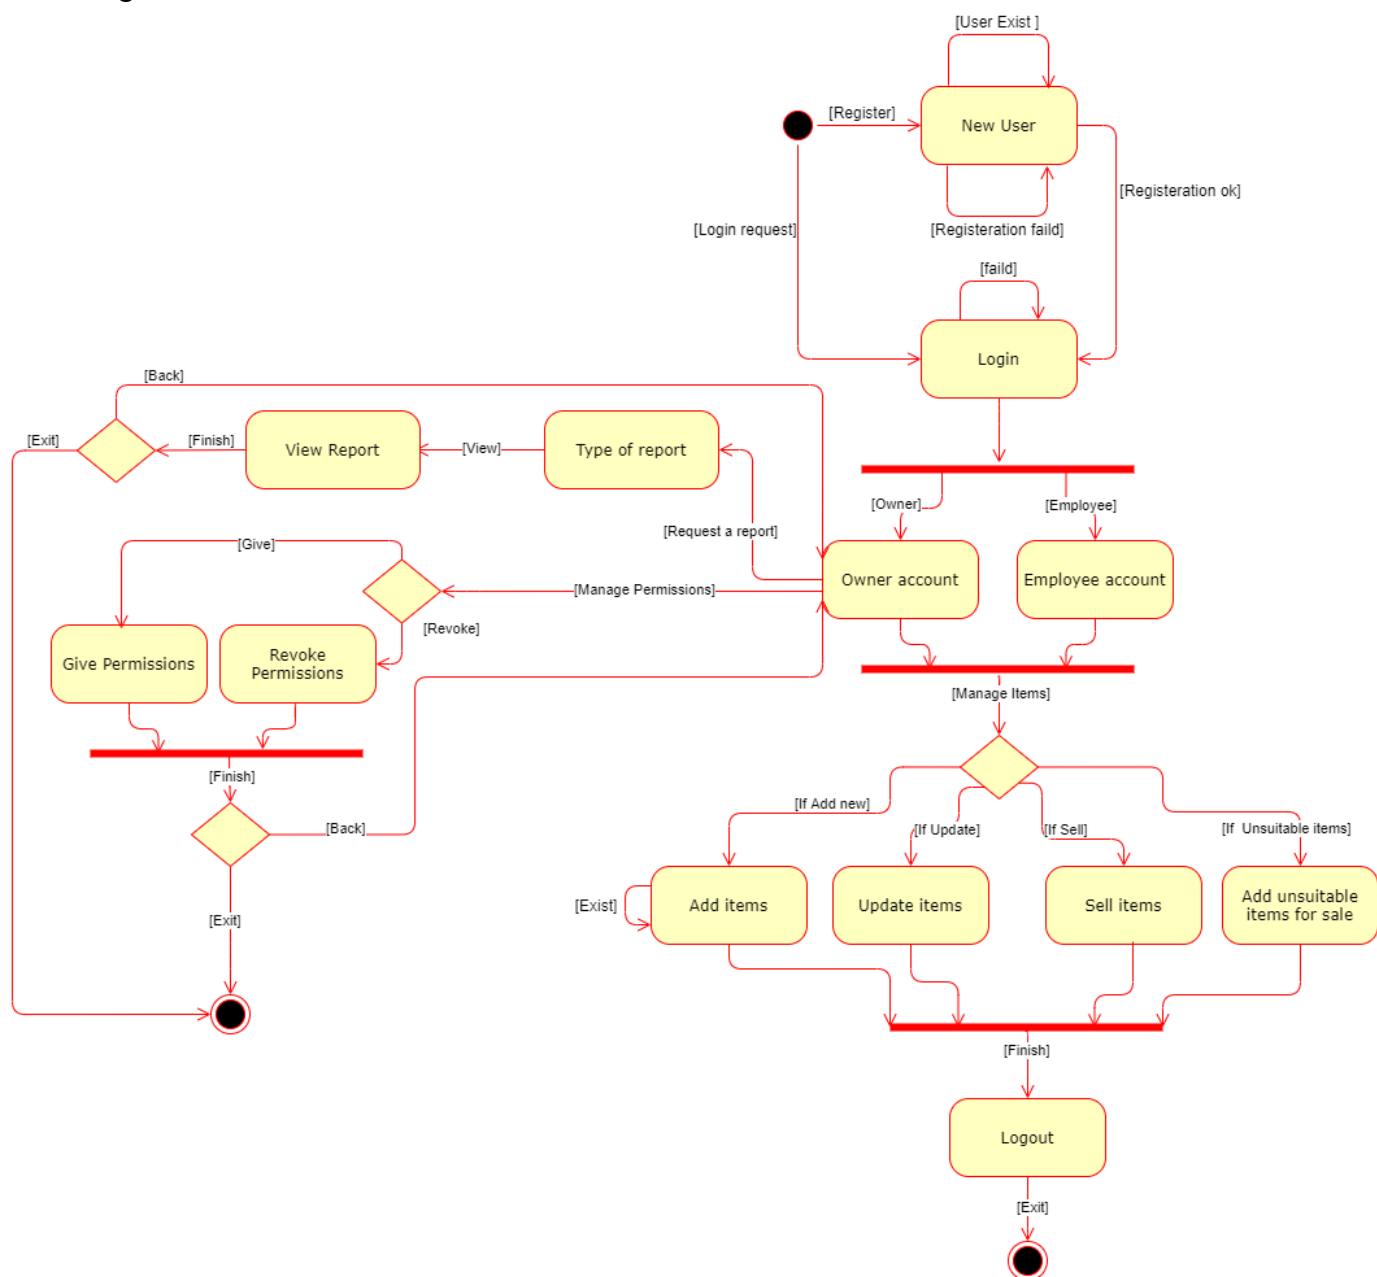 [User Exist ]
[Register]
New User
[Registeration ok]
[Login request]
[Registeration faild]
[faild]
Login
[Back]
[Exit]
[Finish]
View Report
[View]
Type of report
[Owner]
[Employee]
[Request a report]
[Give]
Owner account
Employee account
[Manage Permissions]
[Revoke]
Give Permissions
Revoke
Permissions
[Manage Items]
[Finish]
[Back]
[If Add new]
[If Update]
[If Sell]
[If  Unsuitable items]
[Exist]
Add items
Update items
Sell items
Add unsuitable
items for sale
[Exit]
[Finish]
Logout
[Exit]